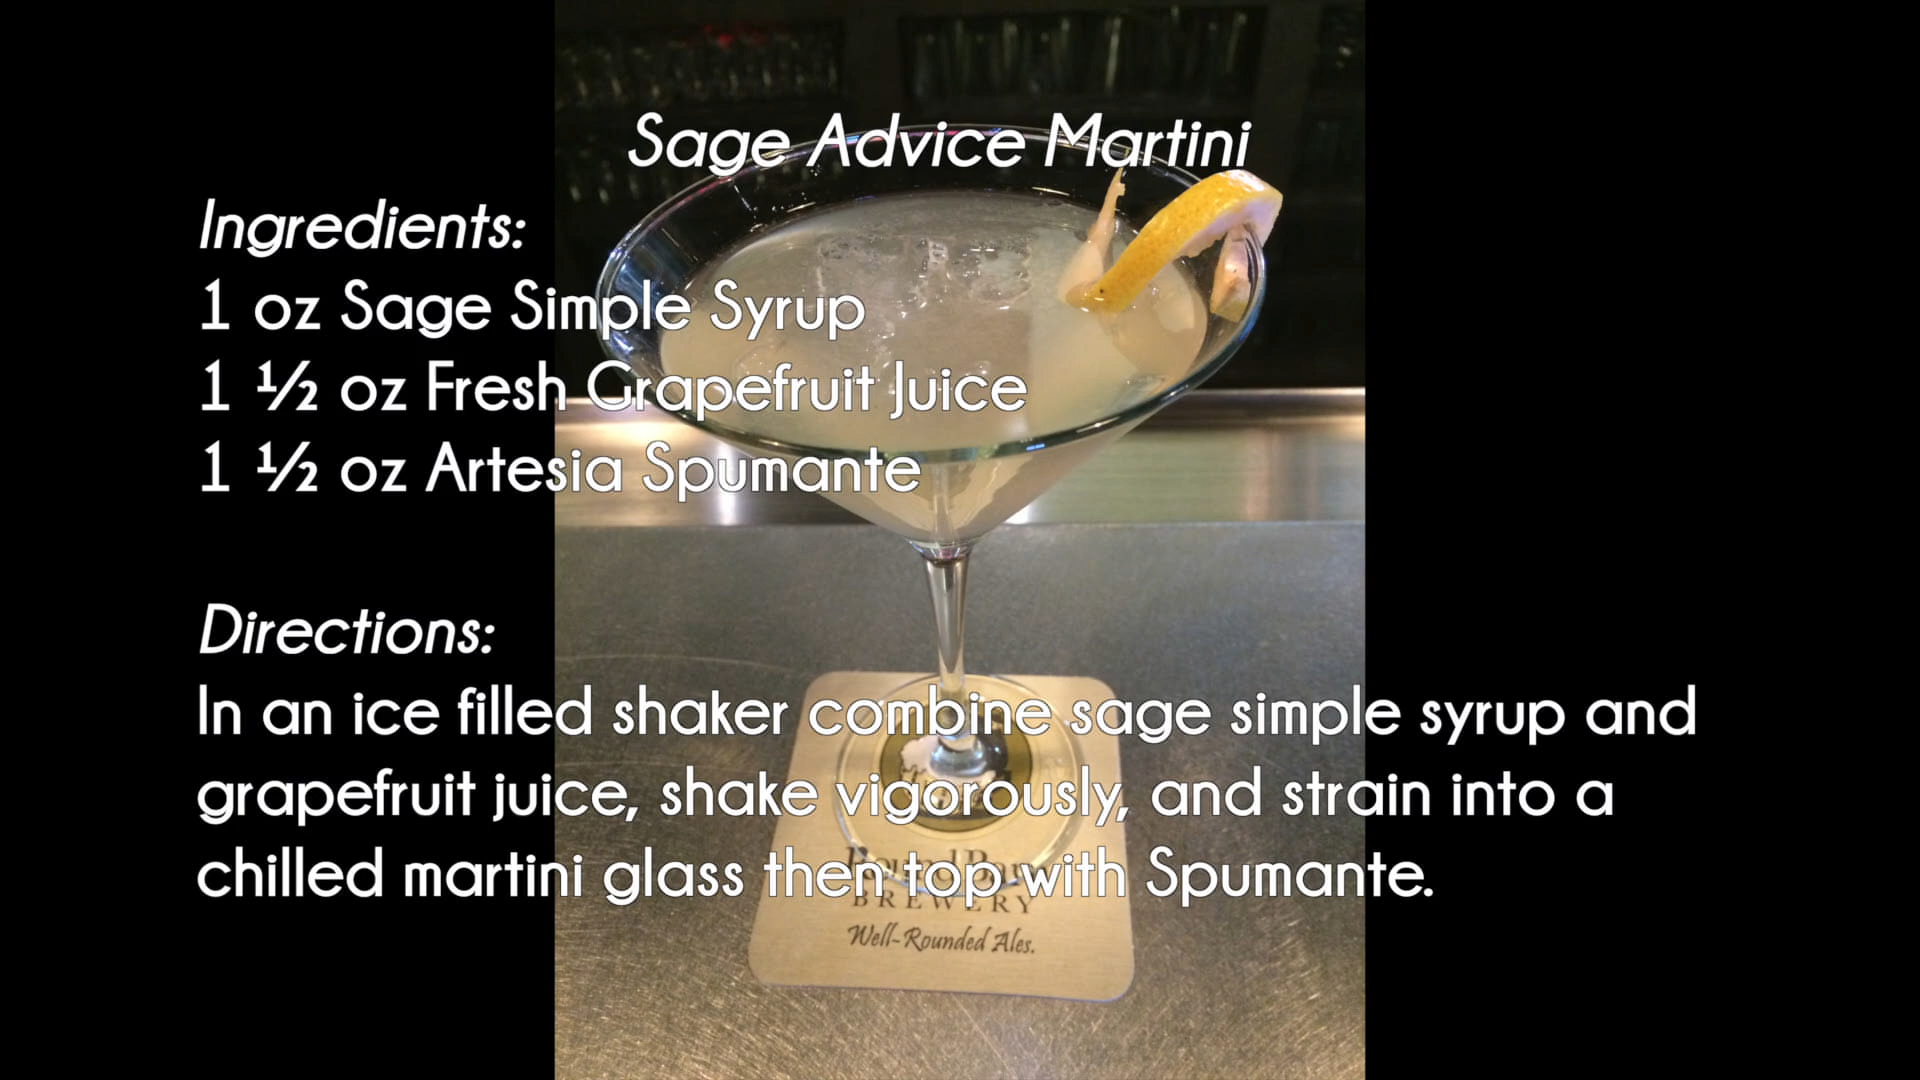 Sage Advice Martini
Ingredients:
1 oz Sage Simple Syrup
1 ½ oz Fresh Grapefruit Juice
1 ½ oz Artesia Spumante
Directions:
In an ice filled shaker combine sage simple syrup and
grapefruit juice, shake vigorously, and strain into a
chilled martini glass then top with Spumante.
BREWERY
Well-Rounded Ales.